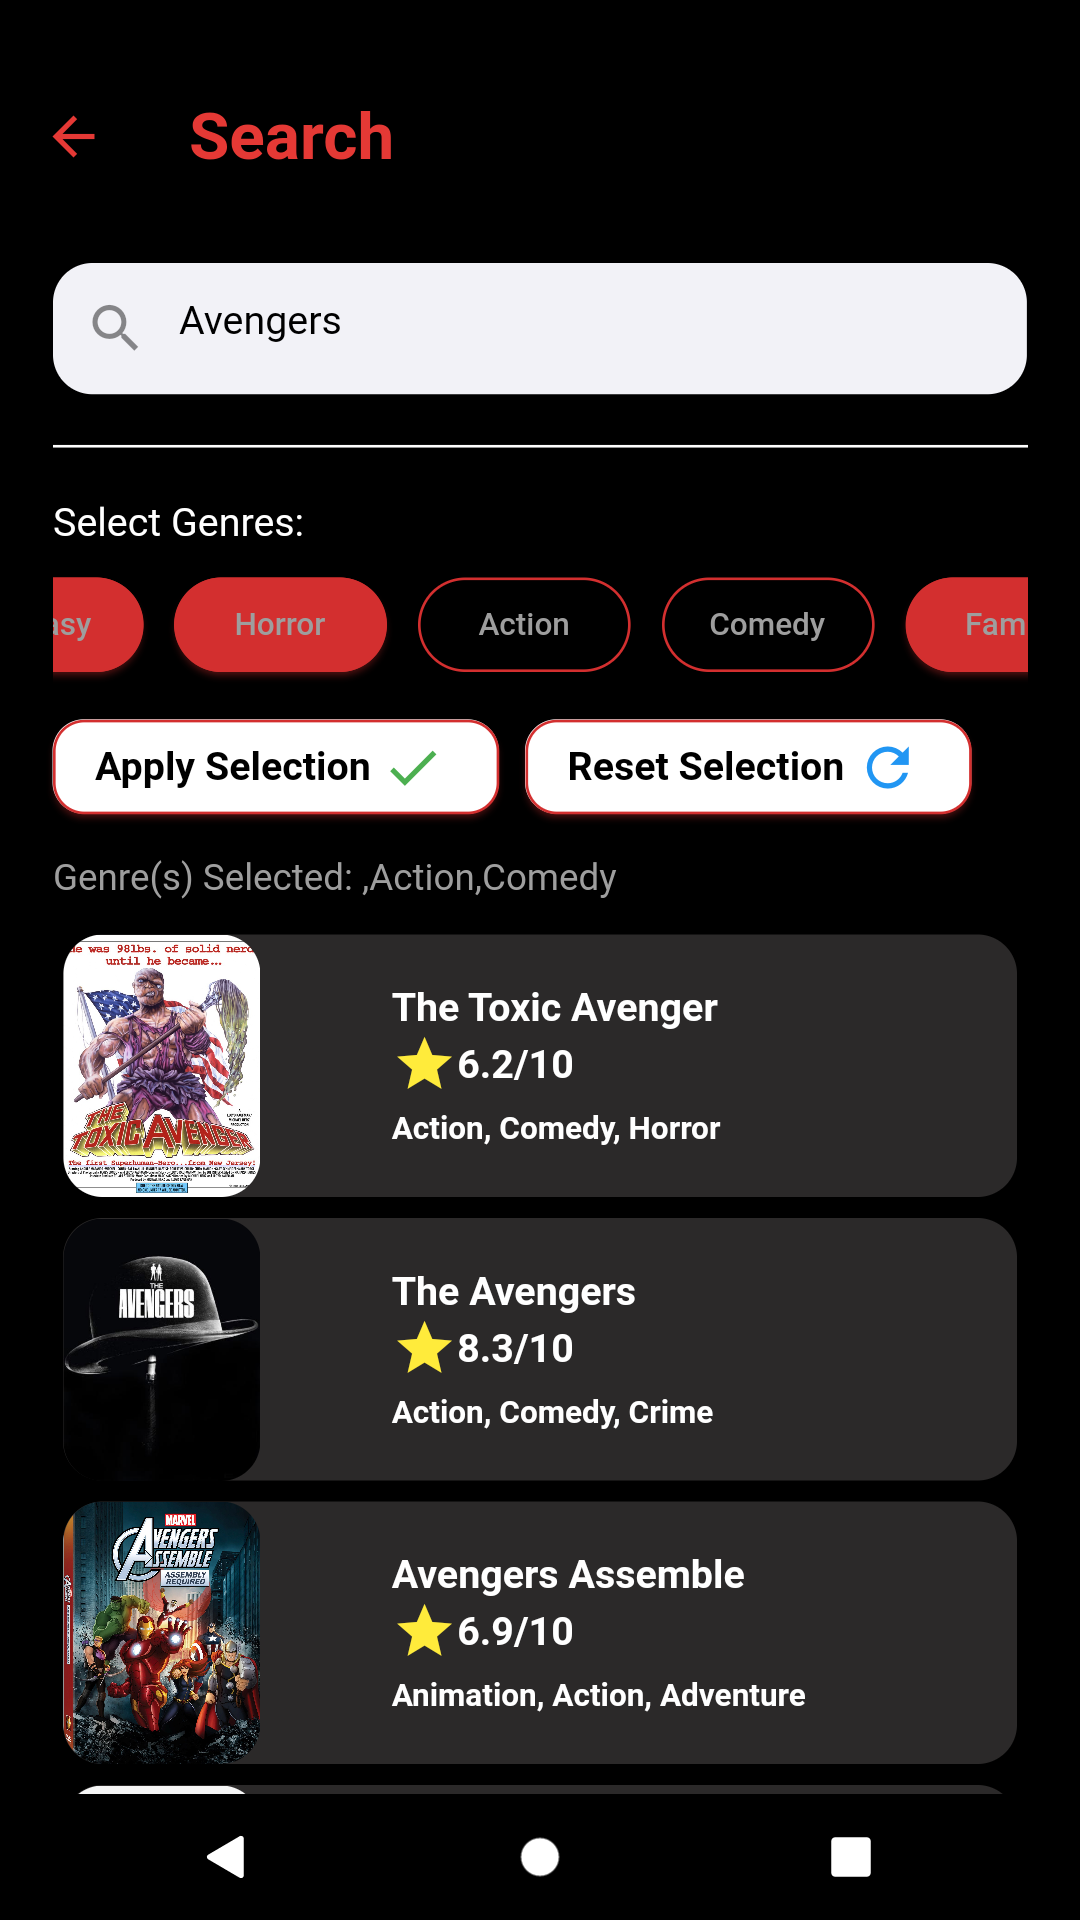 Search
Avengers
Select Genres:
asy Horror Action Comedy Fam
Apply Selection Reset Selection
Genre(s) Selected: ,Action,Comedy
e was 98lbs. of solid nerd
until he became...
THE
TOXIC AVENGER
The first Superhuman-Hero...from New Jersey!
The Toxic Avenger
6.2/10
Action, Comedy, Horror
THE
AVENGERS
The Avengers
8.3/10
Action, Comedy, Crime
MARVEL
AVENGERS
ASSEMBLE
ASSEMBLY
REQUIRED
Avengers Assemble
6.9/10
Animation, Action, Adventure